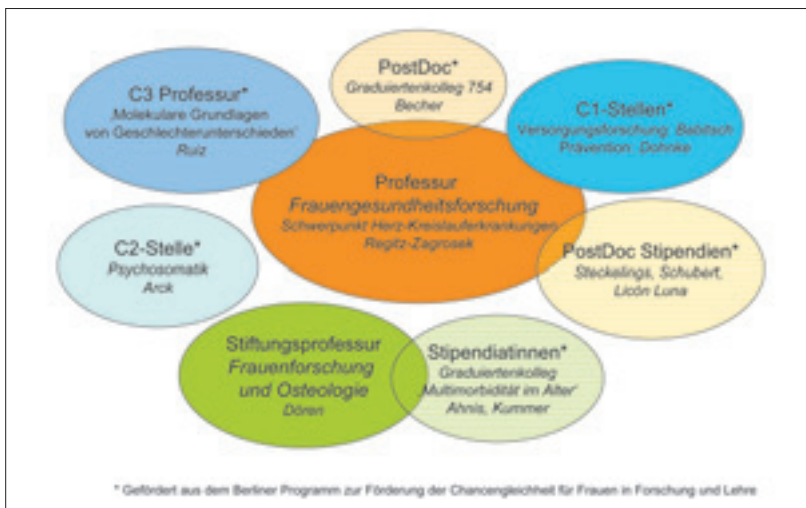 PostDoc*
Graduiertenkolleg 754
Becher
C3 Professur*
‚Molekulare Grundlagen
von Geschlechterunterschieden‘
Ruiz
C1-Stellen*
Versorgungsforschung: Babitsch
Prävention: Dohnke
Professur
Frauengesundheitsforschung
Schwerpunkt Herz-Kreislauferkrankungen
Regitz-Zagrosek
C2-Stelle*
Psychosomatik
Arck
PostDoc Stipendien*
Steckelings, Schubert,
Licón Luna
Stiftungsprofessur
Frauenforschung
und Osteologie
Dören
Stipendiatinnen*
Graduiertenkolleg
‚Multimorbidität im Alter‘
Ahnis, Kummer
* Gefördert aus dem Berliner Programm zur Förderung der Chancengleichheit für Frauen in Forschung und Lehre